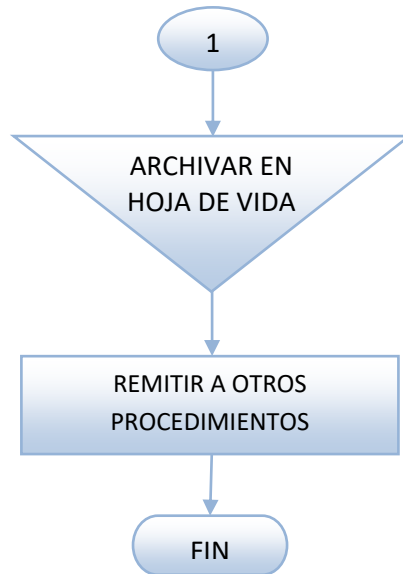 1
ARCHIVAR EN
HOJA DE VIDA
REMITIR A OTROS
PROCEDIMIENTOS
FIN